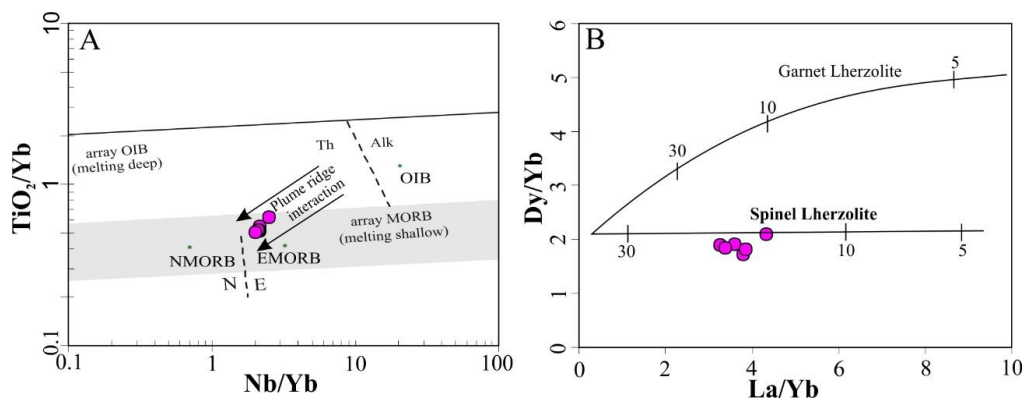 A
10
1
0.1
TiO₂/Yb
array OIB
(melting deep)
Th
Alk
OIB
Plume ridge
interaction
array MORB
(melting shallow)
NMORB
EMORB
N
E
0.1
1
10
100
Nb/Yb
B
6
5
4
3
2
1
0
Dy/Yb
Garnet Lherzolite
5
10
30
Spinel Lherzolite
30
10
5
0
2
4
6
8
10
La/Yb